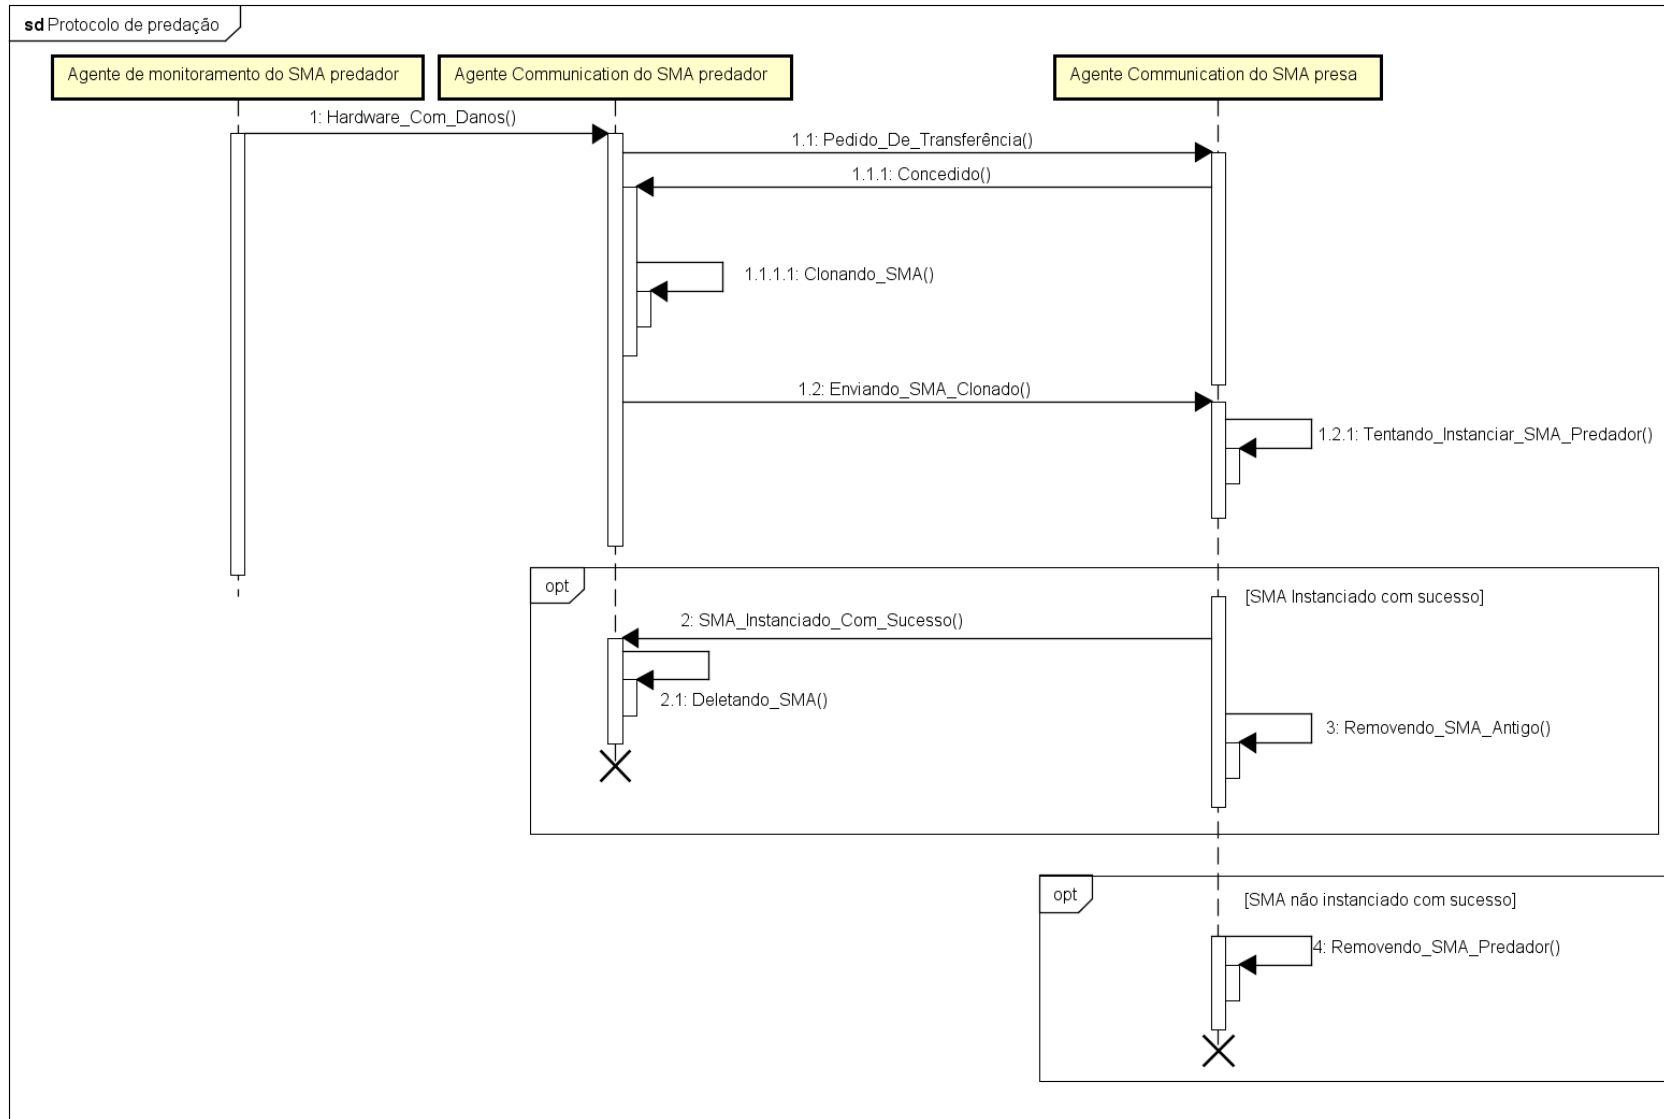 sd Protocolo de predação
Agente de monitoramento do SMA predador
Agente Communication do SMA predador
Agente Communication do SMA presa
1: Hardware_Com_Danos()
1.1: Pedido_De_Transferência()
1.1.1: Concedido()
1.1.1.1: Clonando_SMA()
1.2: Enviando_SMA_Clonado()
1.2.1: Tentando_Instanciar_SMA_Predador()
opt
[SMA Instanciado com sucesso]
2: SMA_Instanciado_Com_Sucesso()
2.1: Deletando_SMA()
3: Removendo_SMA_Antigo()
opt
[SMA não instanciado com sucesso]
4: Removendo_SMA_Predador()